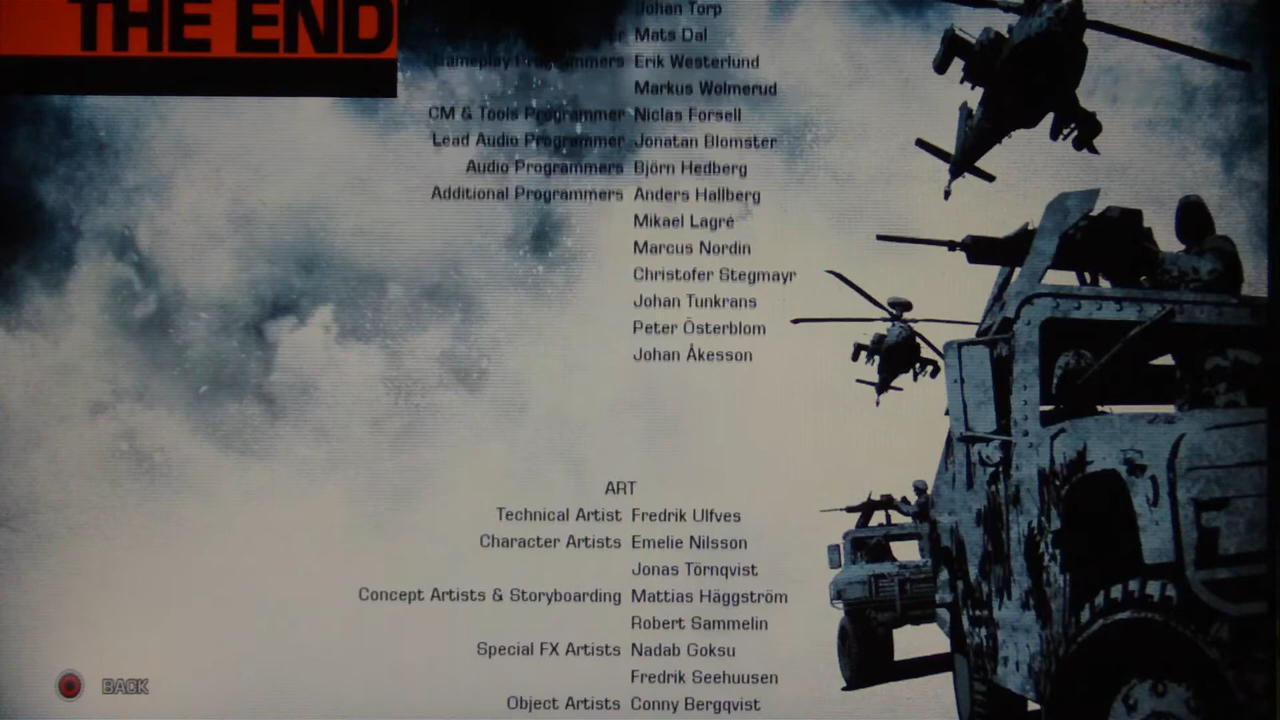 THE END
Johan Torp
Mats Dal
Gameplay Programmers Erik Westerlund
Markus Wolmerud
CM & Tools Programmer Niclas Forsell
Lead Audio Programmer Jonatan Blomster
Audio Programmers Björn Hedberg
Additional Programmers Anders Hallberg
Mikael Lagré
Marcus Nordin
Christofer Stegmayr
Johan Tunkrans
Peter Österblom
Johan Åkesson
ART
Technical Artist Fredrik Ulfves
Character Artists Emelie Nilsson
Jonas Törnqvist
Concept Artists & Storyboarding Mattias Häggström
Robert Sammelin
Special FX Artists Nadab Goksu
Fredrik Seehuusen
Object Artists Conny Bergqvist
BACK